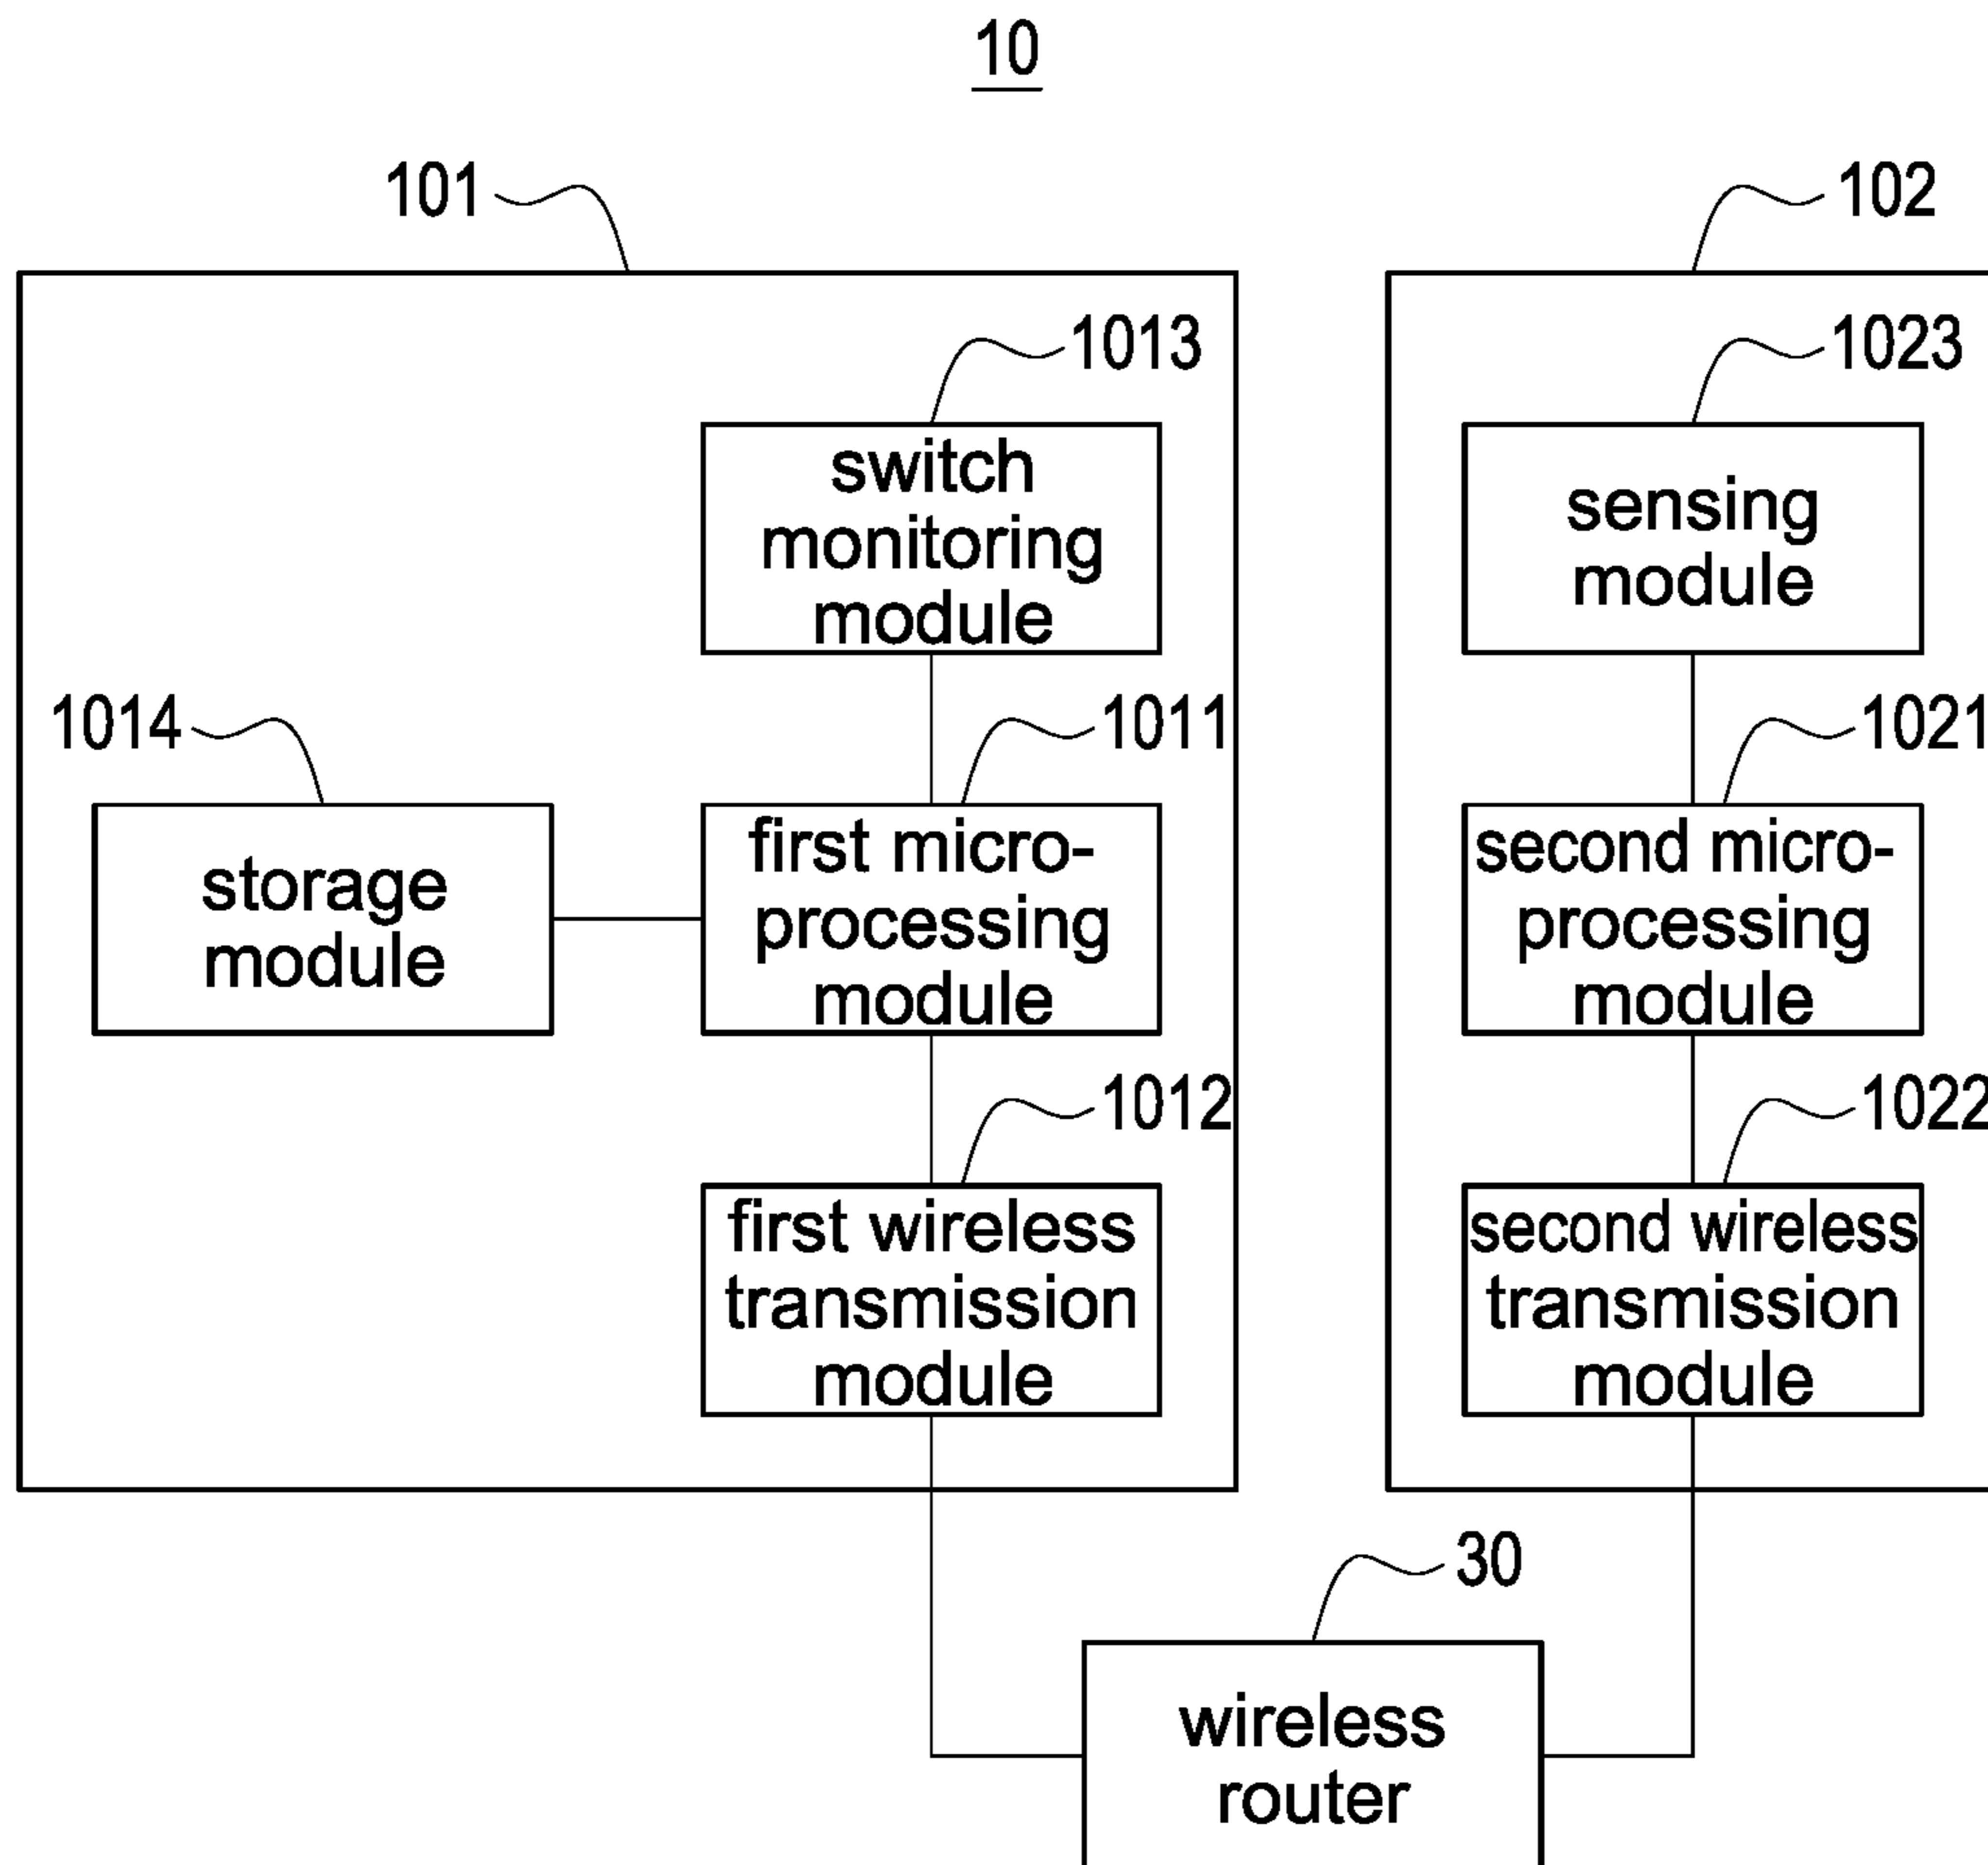 10
101
102
1013
1023
switch
monitoring
module
sensing
module
1014
1011
1021
storage
module
first micro-
processing
module
second micro-
processing
module
1012
1022
first wireless
transmission
module
second wireless
transmission
module
30
wireless
router